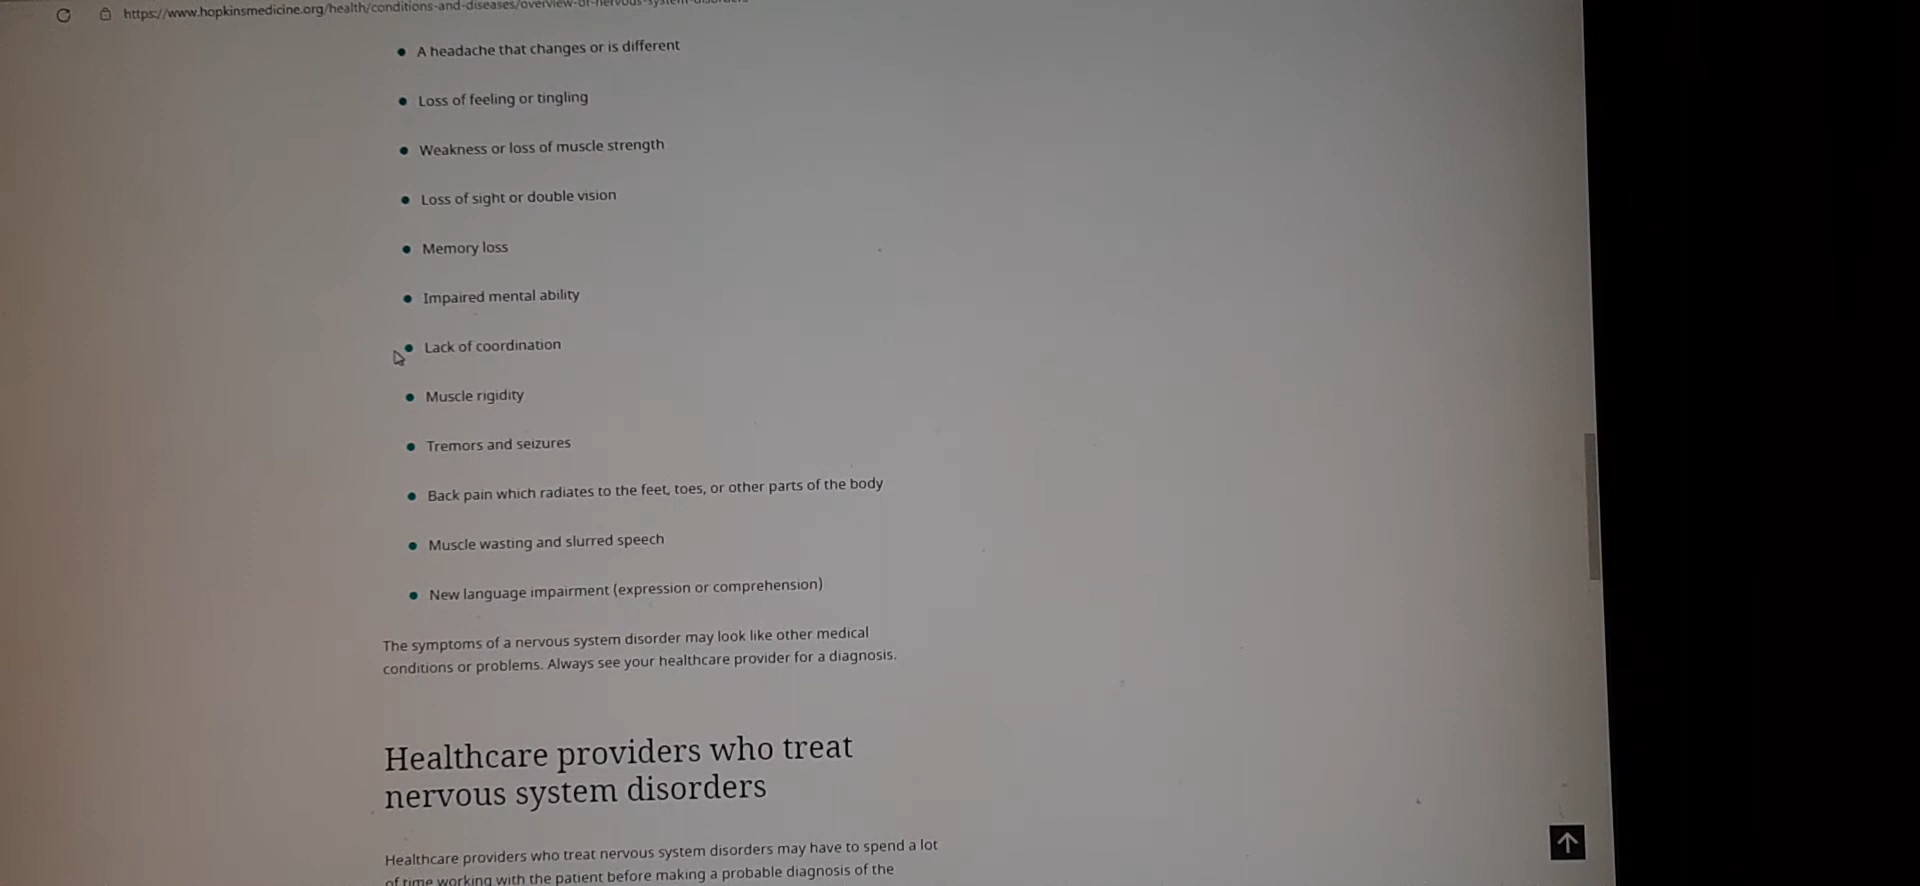 https://www.hopkinsmedicine.org/health/conditions-and-diseases/overview-of-nervous-system-disorders
A headache that changes or is different
Loss of feeling or tingling
Weakness or loss of muscle strength
Loss of sight or double vision
Memory loss
Impaired mental ability
Lack of coordination
Muscle rigidity
Tremors and seizures
Back pain which radiates to the feet, toes, or other parts of the body
Muscle wasting and slurred speech
New language impairment (expression or comprehension)
The symptoms of a nervous system disorder may look like other medical
conditions or problems. Always see your healthcare provider for a diagnosis.
Healthcare providers who treat
nervous system disorders
Healthcare providers who treat nervous system disorders may have to spend a lot
of time working with the patient before making a probable diagnosis of the